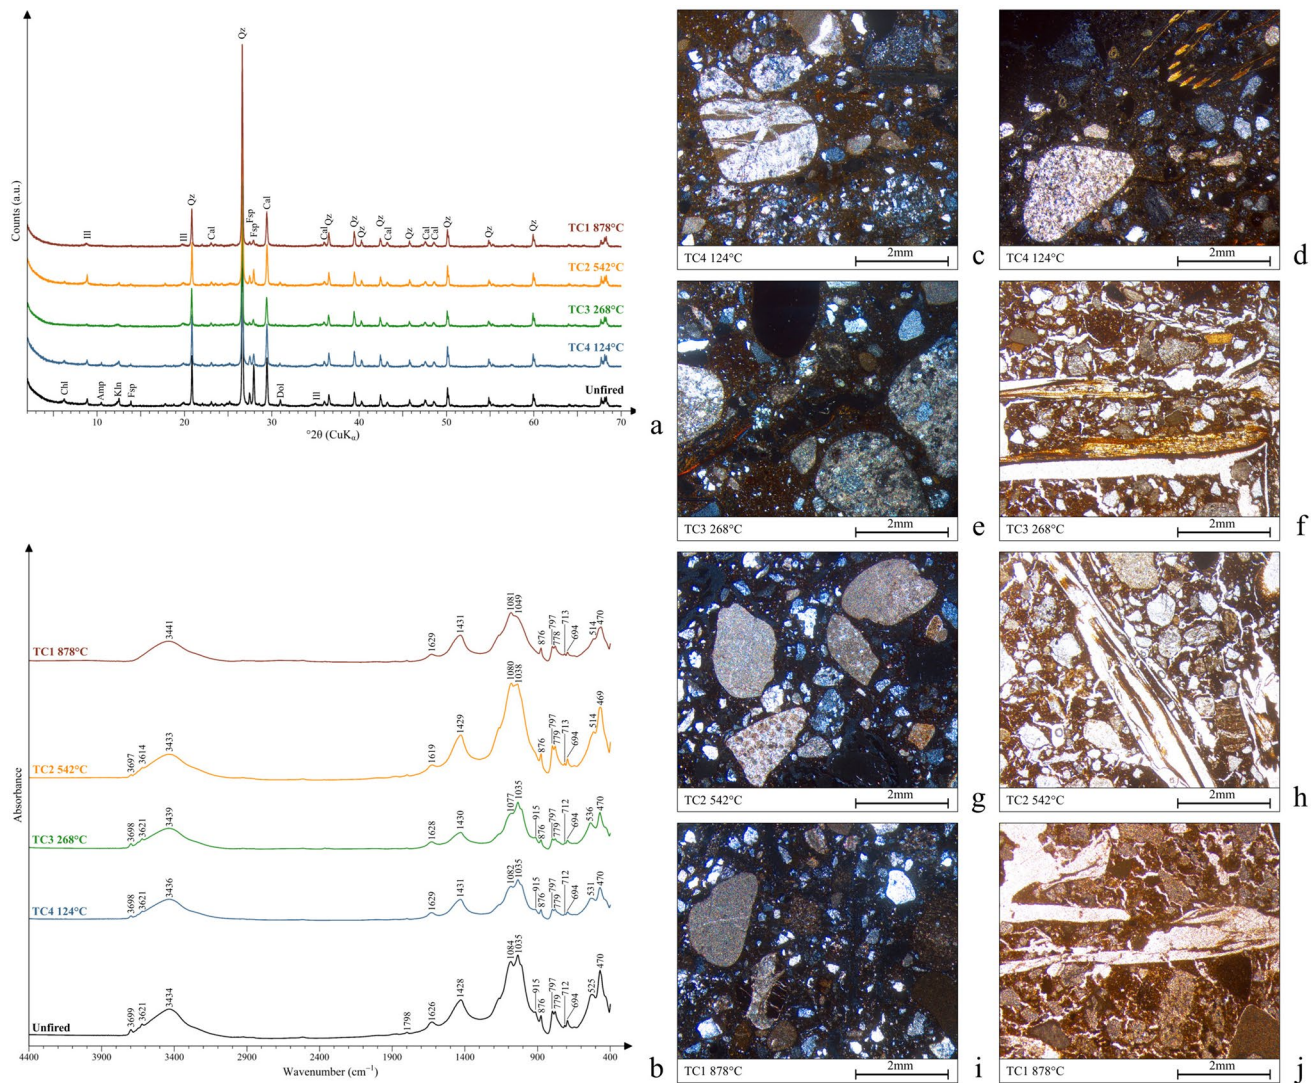 Counts (a.u.)
Qz
Ill
Qz
Ill
Cal
Fsp
Fsp
Cal
Cal
Qz
Qz
Qz
Qz
Cal
Qz
Cal
Cal
Qz
Qz
Qz
TC1 878°C
TC2 542°C
TC3 268°C
TC4 124°C
Unfired
Chl
Amp
Kln
Fsp
Dol
Ill
10 20 30 40 50 60 70
°2θ (CuKα)
a
Absorbance
TC1 878°C
3441
1629
1431
1081
1049
876
797
778
713
694
514
470
TC2 542°C
3697
3614
3433
1619
1429
1080
1038
876
797
779
713
694
514
469
TC3 268°C
3698
3621
3439
1628
1430
1077
1035
915
876
797
779
712
694
536
470
TC4 124°C
3698
3621
3436
1629
1431
1082
1035
915
876
797
779
712
694
531
470
Unfired
3699
3621
3434
1798
1626
1428
1084
1035
915
876
797
779
712
694
525
470
4400 3400 2900 2400 1900 1400 900 400
Wavenumber (cm⁻¹)
b
TC4 124°C 2mm c
TC4 124°C 2mm d
TC3 268°C 2mm e
TC3 268°C 2mm f
TC2 542°C 2mm g
TC2 542°C 2mm h
TC1 878°C 2mm i
TC1 878°C 2mm j